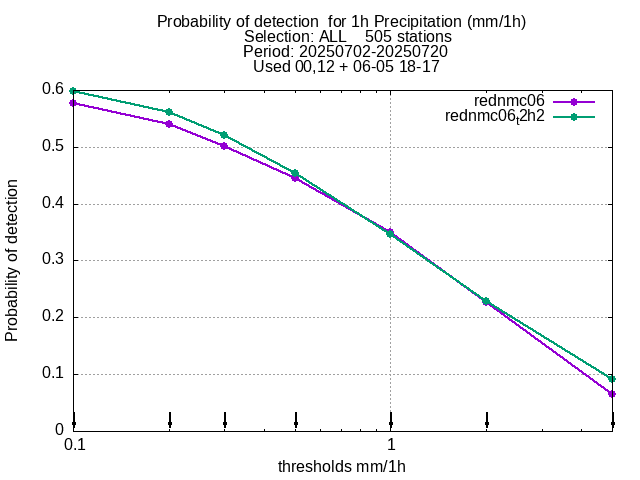 Probability of detection  for 1h Precipitation (mm/1h)
Selection: ALL    505 stations
Period: 20250702-20250720
Used 00,12 + 06-05 18-17
rednmc06
rednmc06,2h2
0.6
0.5
0.4
0.3
0.2
0.1
0
Probability of detection
0.1
1
thresholds mm/1h